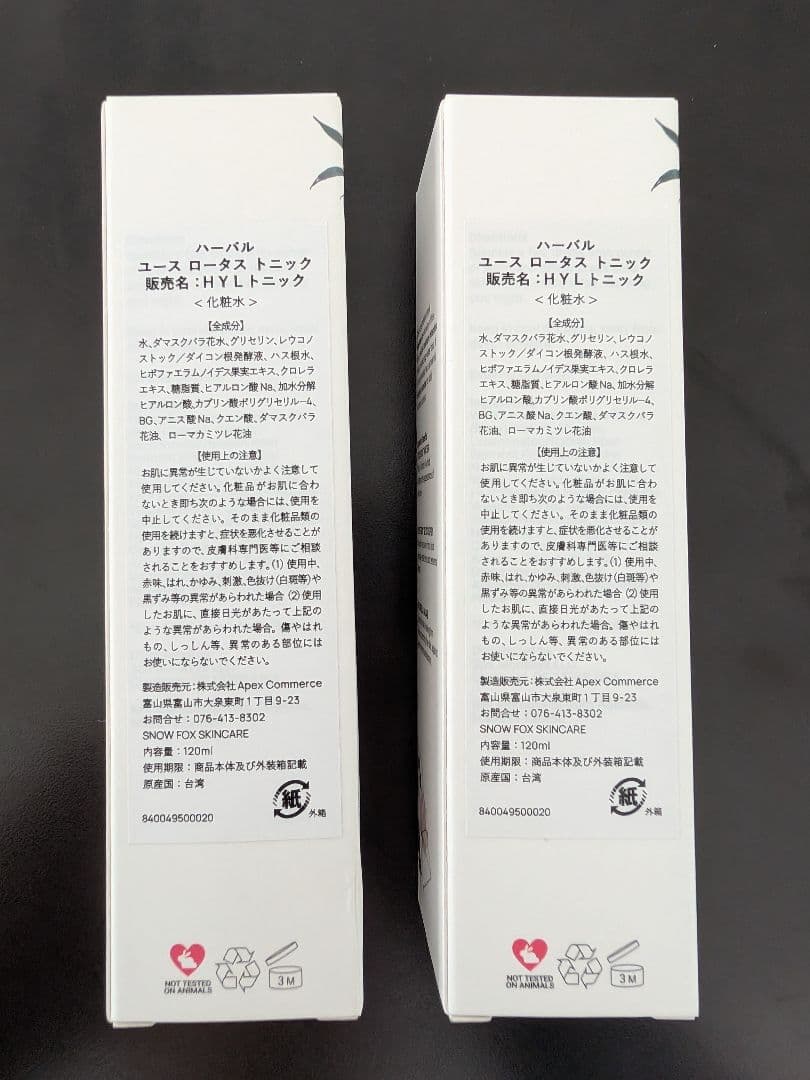 ハーバル
ユース ロータス トニック
販売名：HYLトニック
＜化粧水＞
【全成分】
水、ダマスクバラ花水、グリセリン、レウコノ
ストック／ダイコン根発酵液、ハス根水、
ヒポファエラムノイデス果実エキス、クロレラ
エキス、糖脂質、ヒアルロン酸Na、加水分解
ヒアルロン酸、カプリン酸ポリグリセリル-4、
BG、アニス酸Na、クエン酸、ダマスクバラ
花油、ローマカミツレ花油
【使用上の注意】
お肌に異常が生じていないかよく注意して
使用してください。化粧品がお肌に合わ
ないとき即ち次のような場合には、使用を
中止してください。そのまま化粧品類の
使用を続けますと、症状を悪化させることが
ありますので、皮膚科専門医等にご相談
されることをおすすめします。(1) 使用中、
赤味、はれ、かゆみ、刺激、色抜け(白斑等)や
黒ずみ等の異常があらわれた場合 (2) 使用
したお肌に、直接日光があたって上記の
ような異常があらわれた場合。傷やはれ
もの、しっしん等、異常のある部位には
お使いにならないでください。
製造販売元：株式会社Apex Commerce
富山県富山市大泉東町1丁目9-23
お問合せ：076-413-8302
SNOW FOX SKINCARE
内容量：120ml
使用期限：商品本体及び外装箱記載
原産国：台湾
紙
外箱
840049500020
NOT TESTED
ON ANIMALS
3M
ハーバル
ユース ロータス トニック
販売名：HYLトニック
＜化粧水＞
【全成分】
水、ダマスクバラ花水、グリセリン、レウコノ
ストック／ダイコン根発酵液、ハス根水、
ヒポファエラムノイデス果実エキス、クロレラ
エキス、糖脂質、ヒアルロン酸Na、加水分解
ヒアルロン酸、カプリン酸ポリグリセリル-4、
BG、アニス酸Na、クエン酸、ダマスクバラ
花油、ローマカミツレ花油
【使用上の注意】
お肌に異常が生じていないかよく注意して
使用してください。化粧品がお肌に合わ
ないとき即ち次のような場合には、使用を
中止してください。そのまま化粧品類の
使用を続けますと、症状を悪化させることが
ありますので、皮膚科専門医等にご相談
されることをおすすめします。(1) 使用中、
赤味、はれ、かゆみ、刺激、色抜け(白斑等)や
黒ずみ等の異常があらわれた場合 (2) 使用
したお肌に、直接日光があたって上記の
ような異常があらわれた場合。傷やはれ
もの、しっしん等、異常のある部位には
お使いにならないでください。
製造販売元：株式会社Apex Commerce
富山県富山市大泉東町1丁目9-23
お問合せ：076-413-8302
SNOW FOX SKINCARE
内容量：120ml
使用期限：商品本体及び外装箱記載
原産国：台湾
紙
外箱
840049500020
NOT TESTED
ON ANIMALS
3M